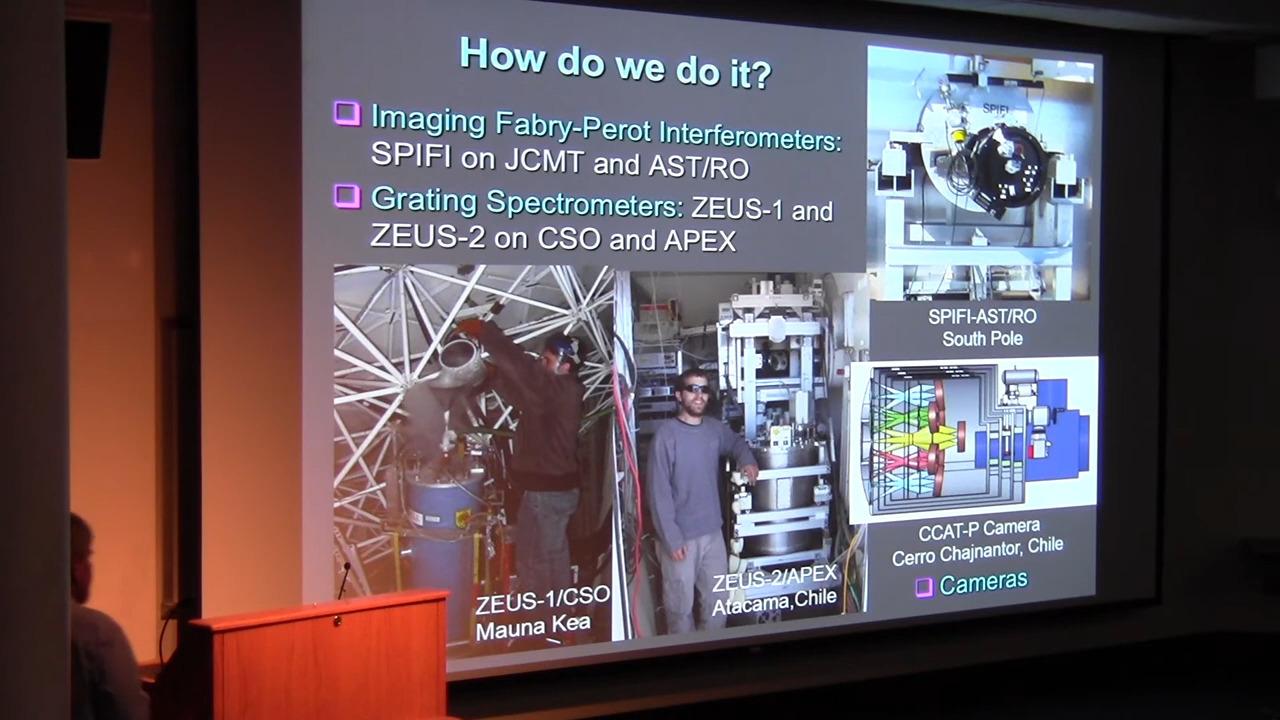 How do we do it?
Imaging Fabry-Perot Interferometers:
SPIFI on JCMT and AST/RO
Grating Spectrometers: ZEUS-1 and
ZEUS-2 on CSO and APEX
SPIFI
SPIFI-AST/RO
South Pole
ZEUS-1/CSO
Mauna Kea
ZEUS-2/APEX
Atacama,Chile
CCAT-P Camera
Cerro Chajnantor, Chile
Cameras